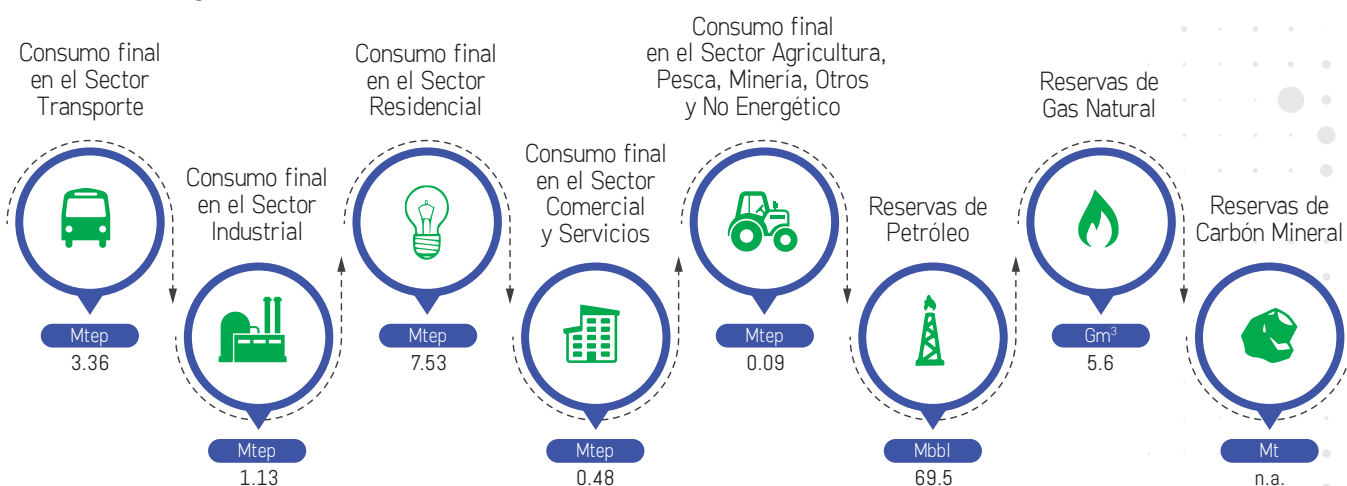 Consumo final
en el Sector
Transporte
Mtep
3.36
Consumo final
en el Sector
Industrial
Mtep
1.13
Consumo final
en el Sector
Residencial
Mtep
7.53
Consumo final
en el Sector
Comercial
y Servicios
Mtep
0.48
Consumo final
en el Sector Agricultura,
Pesca, Minería, Otros
y No Energético
Mtep
0.09
Reservas de
Petróleo
Mbbl
69.5
Reservas de
Gas Natural
Gm³
5.6
Reservas de
Carbón Mineral
Mt
n.a.